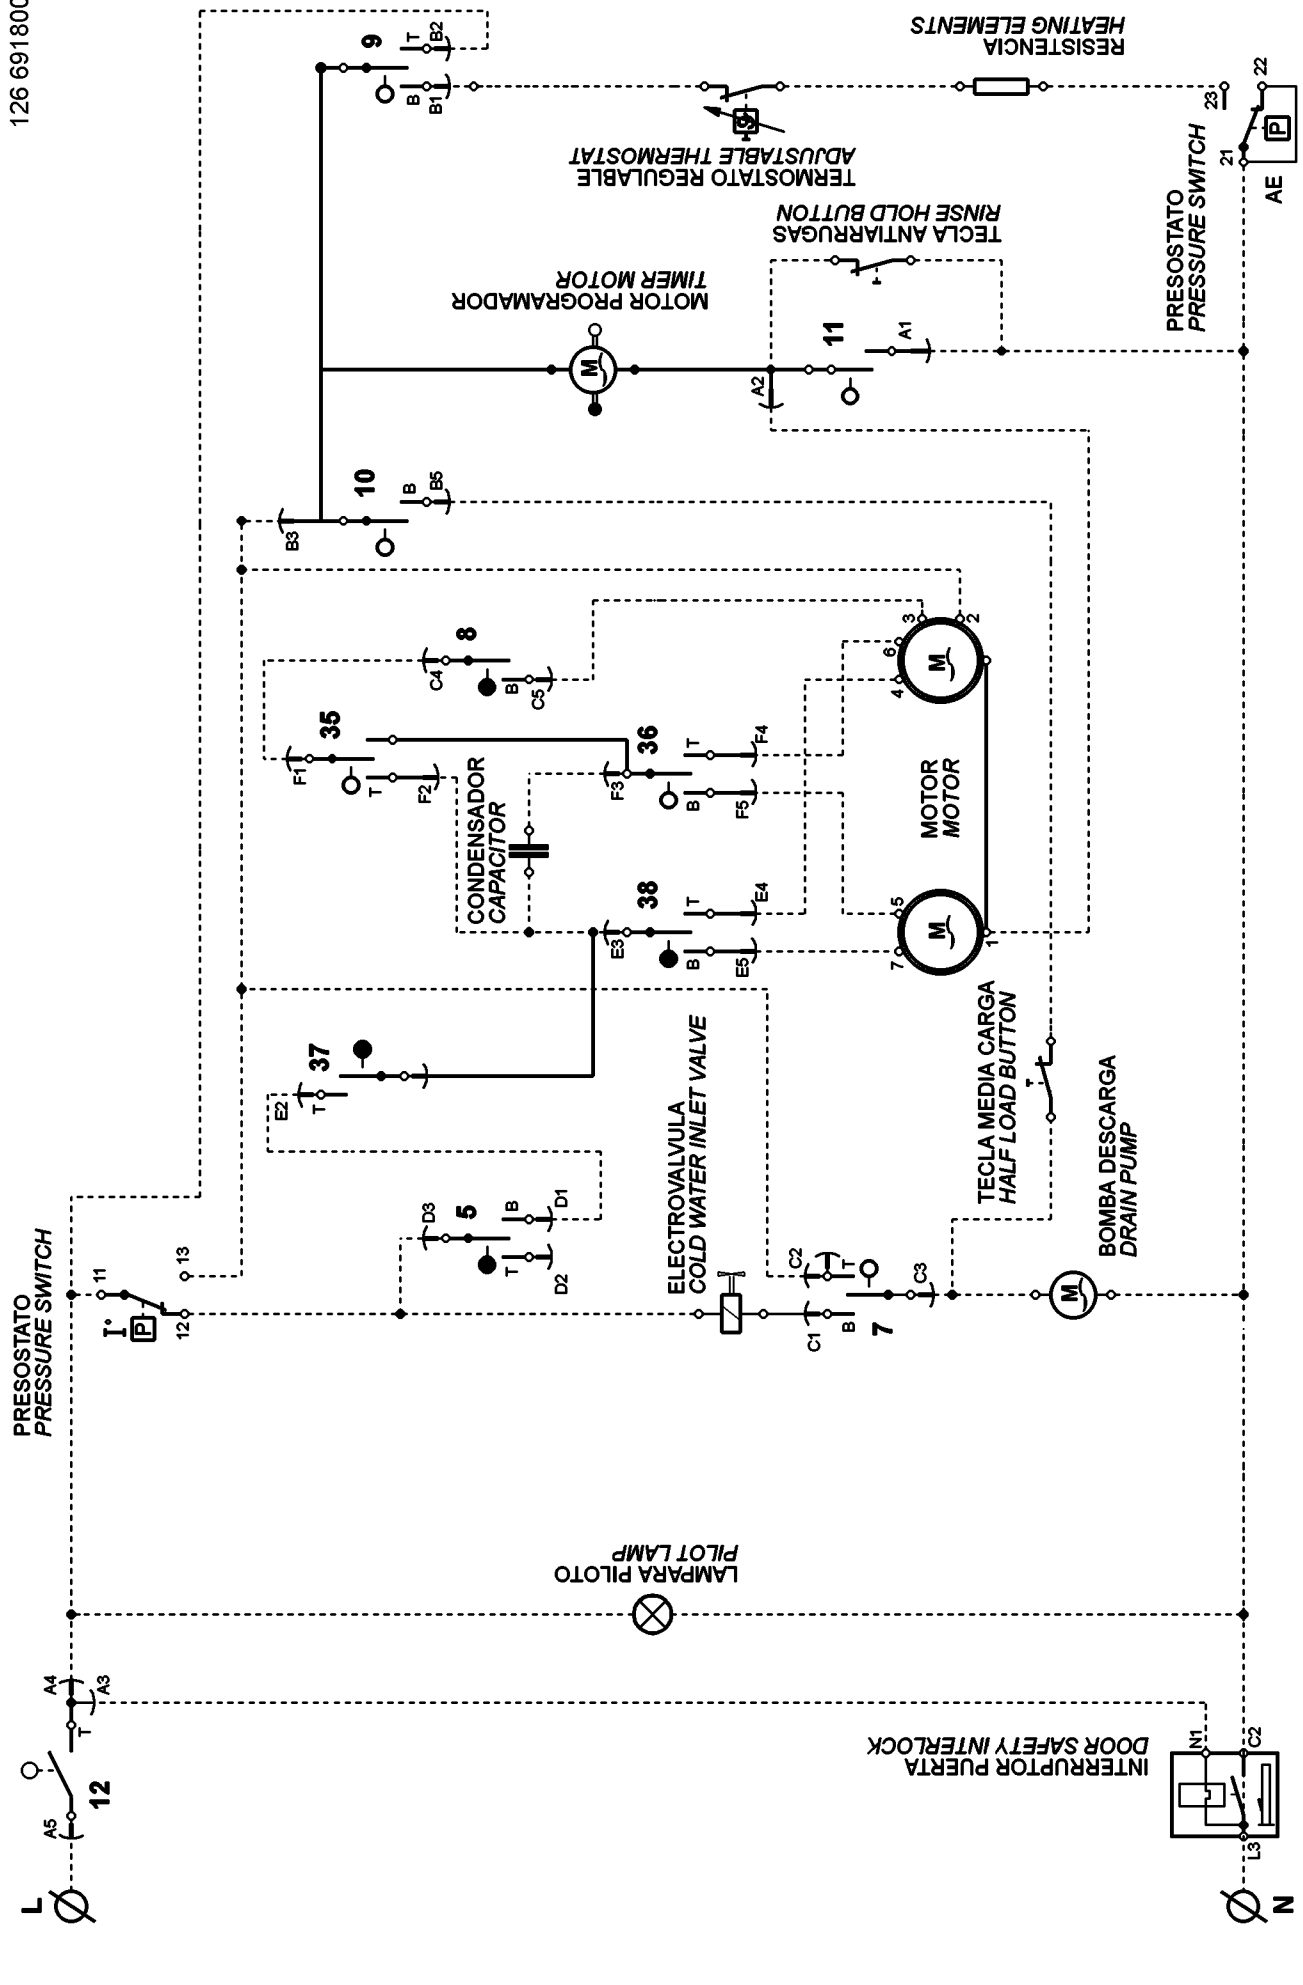 126 691800
L
A5
12
T
A4
A3
LAMPARA PILOTO
PILOT LAMP
INTERRUPTOR PUERTA
DOOR SAFETY INTERLOCK
N1
C2
L3
N
PRESOSTATO
PRESSURE SWITCH
11
P
12
13
D3
5
B
T
D1
D2
E2
T
37
ELECTROVALVULA
COLD WATER INLET VALVE
C1
C2
B
T
7
C3
BOMBA DESCARGA
DRAIN PUMP
M
TECLA MEDIA CARGA
HALF LOAD BUTTON
CONDENSADOR
CAPACITOR
F1
35
T
F2
C4
8
B
C5
E3
38
B
T
E5
E4
F3
36
B
T
F5
F4
MOTOR
MOTOR
M
M
7
5
1
4
6
3
2
B3
10
B
B5
MOTOR PROGRAMADOR
TIMER MOTOR
M
A2
11
A1
TECLA ANTIARRUGAS
RINSE HOLD BUTTON
9
T
B2
B
B1
TERMOSTATO REGULABLE
ADJUSTABLE THERMOSTAT
RESISTENCIA
HEATING ELEMENTS
PRESOSTATO
PRESSURE SWITCH
21
22
23
P
AE